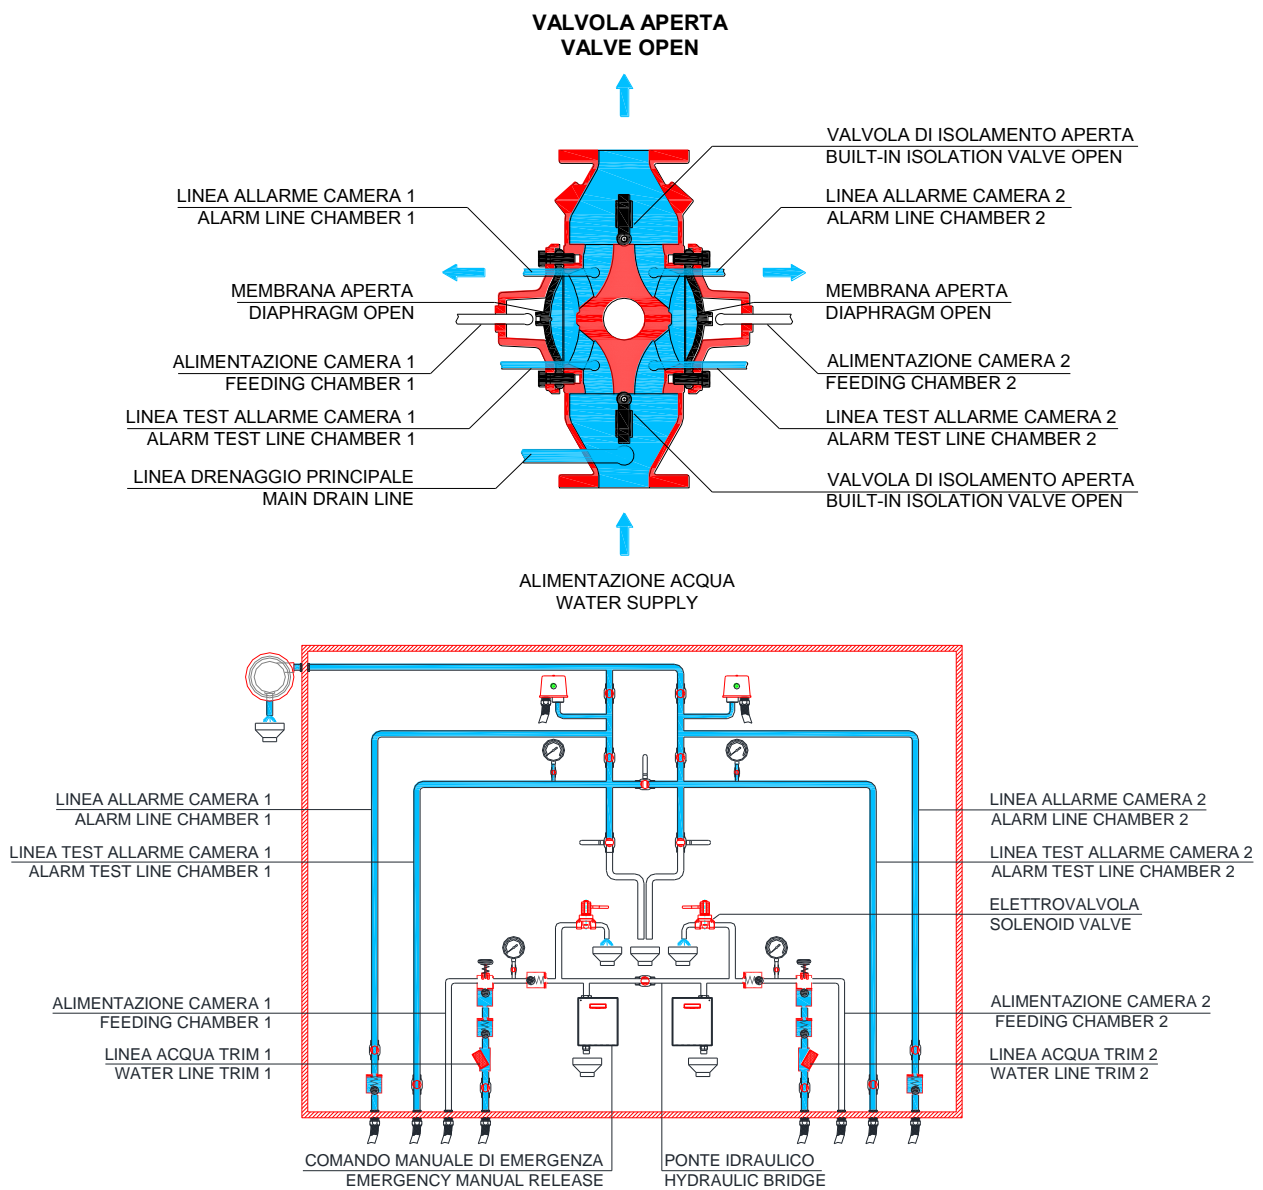 VALVOLA APERTA
VALVE OPEN
VALVOLA DI ISOLAMENTO APERTA
BUILT-IN ISOLATION VALVE OPEN
LINEA ALLARME CAMERA 1
ALARM LINE CHAMBER 1
LINEA ALLARME CAMERA 2
ALARM LINE CHAMBER 2
MEMBRANA APERTA
DIAPHRAGM OPEN
MEMBRANA APERTA
DIAPHRAGM OPEN
ALIMENTAZIONE CAMERA 1
FEEDING CHAMBER 1
ALIMENTAZIONE CAMERA 2
FEEDING CHAMBER 2
LINEA TEST ALLARME CAMERA 1
ALARM TEST LINE CHAMBER 1
LINEA TEST ALLARME CAMERA 2
ALARM TEST LINE CHAMBER 2
LINEA DRENAGGIO PRINCIPALE
MAIN DRAIN LINE
VALVOLA DI ISOLAMENTO APERTA
BUILT-IN ISOLATION VALVE OPEN
ALIMENTAZIONE ACQUA
WATER SUPPLY
LINEA ALLARME CAMERA 1
ALARM LINE CHAMBER 1
LINEA ALLARME CAMERA 2
ALARM LINE CHAMBER 2
LINEA TEST ALLARME CAMERA 1
ALARM TEST LINE CHAMBER 1
LINEA TEST ALLARME CAMERA 2
ALARM TEST LINE CHAMBER 2
ELETTROVALVOLA
SOLENOID VALVE
ALIMENTAZIONE CAMERA 1
FEEDING CHAMBER 1
ALIMENTAZIONE CAMERA 2
FEEDING CHAMBER 2
LINEA ACQUA TRIM 1
WATER LINE TRIM 1
LINEA ACQUA TRIM 2
WATER LINE TRIM 2
COMANDO MANUALE DI EMERGENZA
EMERGENCY MANUAL RELEASE
PONTE IDRAULICO
HYDRAULIC BRIDGE